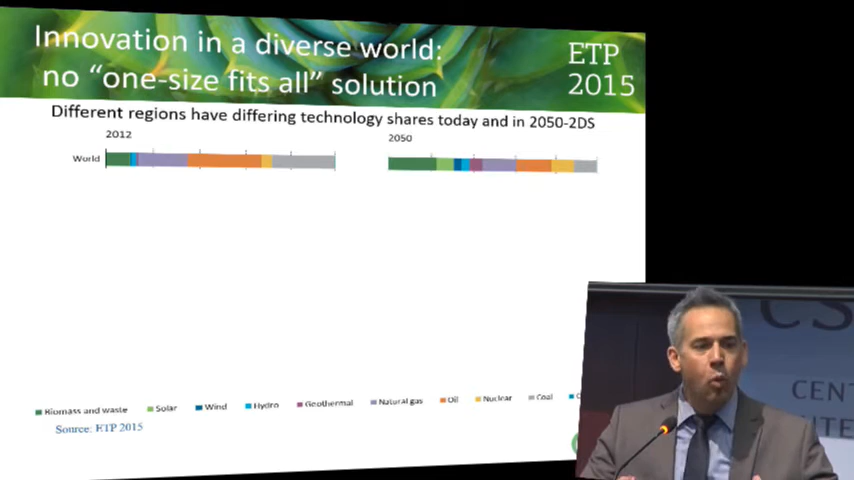 Innovation in a diverse world:
no "one-size fits all" solution
ETP
2015
Different regions have differing technology shares today and in 2050-2DS
2012
2050
World
Biomass and waste
Solar
Wind
Hydro
Geothermal
Natural gas
Oil
Nuclear
Coal
Source: ETP 2015
CS
CENT